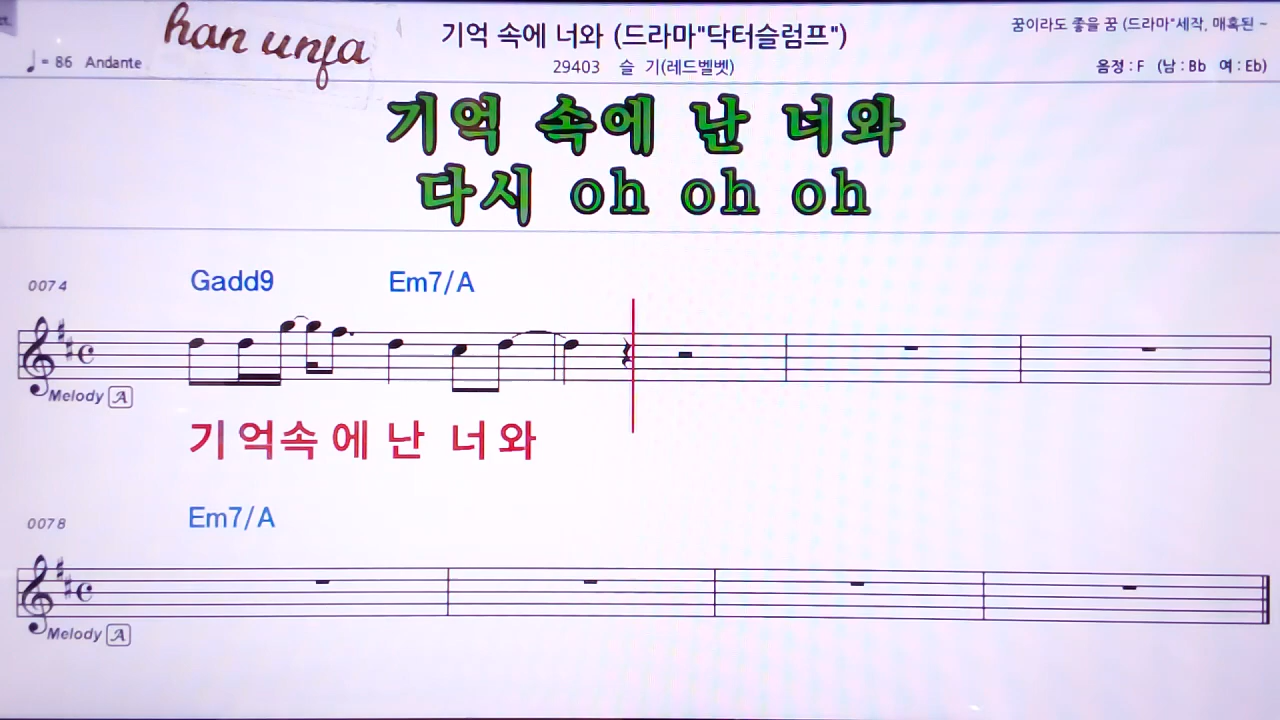 han unfa
기억 속에 너와 (드라마"닥터슬럼프")
꿈이라도 좋을 꿈 (드라마"세작, 매혹된 ~
♩= 86 Andante
29403 슬 기(레드벨벳)
음정 : F (남 : Bb 여 : Eb)
기억 속에 난 너와
다시 oh oh oh
0074 Gadd9 Em7/A
Melody A
기 억속 에 난 너 와
0078 Em7/A
Melody A